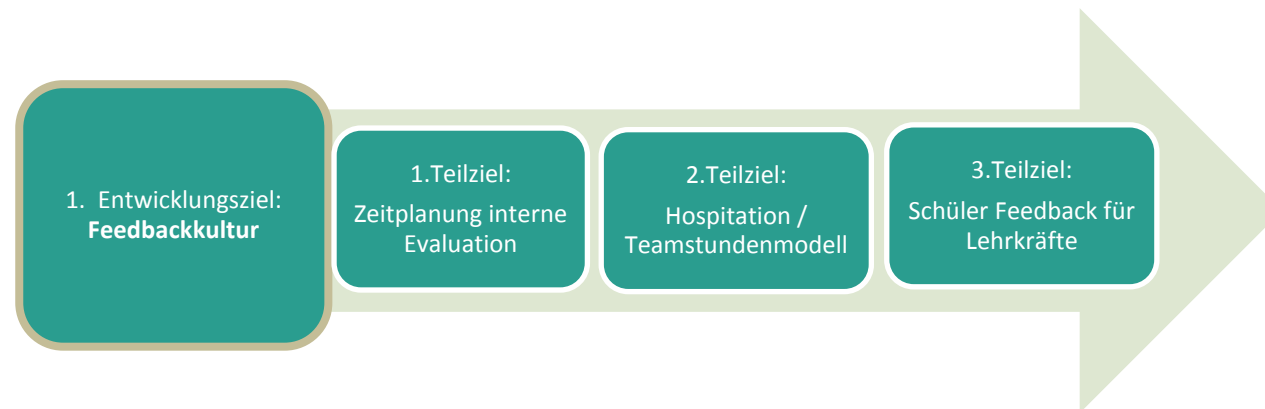 1. Entwicklungsziel:
Feedbackkultur
1.Teilziel:
Zeitplanung interne
Evaluation
2.Teilziel:
Hospitation /
Teamstundenmodell
3.Teilziel:
Schüler Feedback für
Lehrkräfte